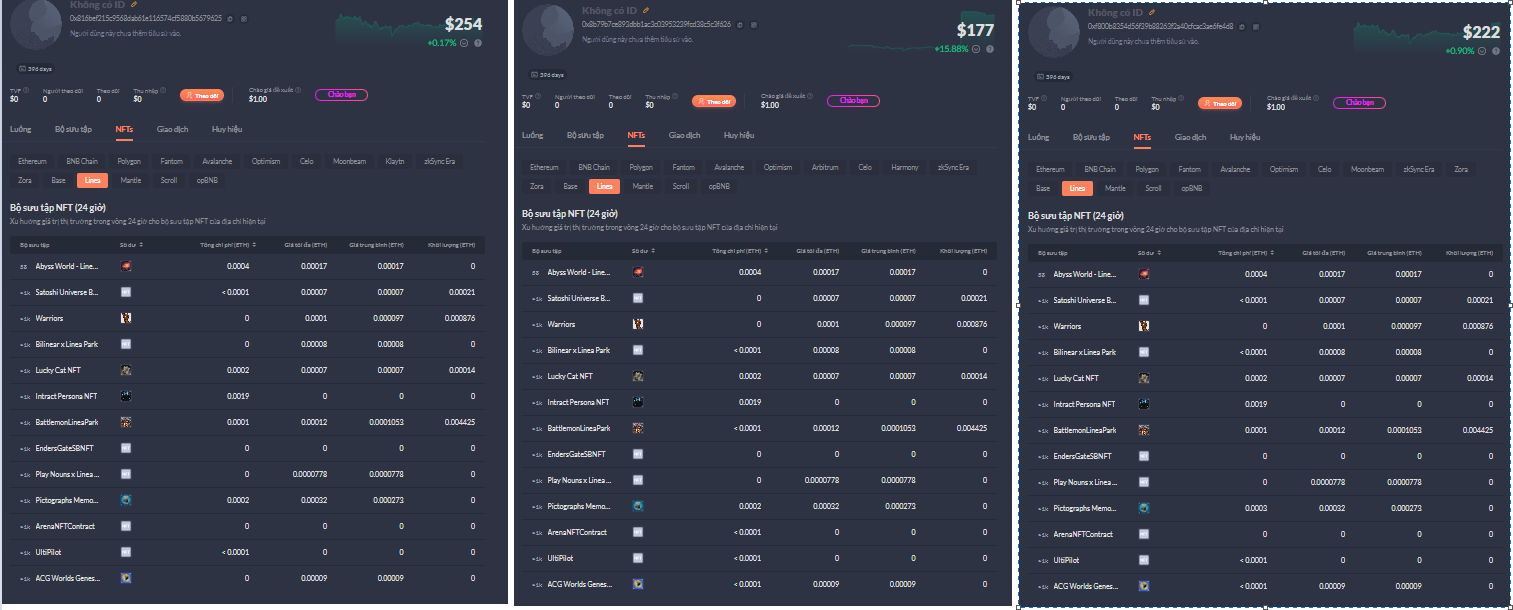 Không có ID
0x816bef215c9568dab61e116574cf5880b5679625
Người dùng này chưa thêm tiểu sử vào.
$254
+0.17%
396 days
TVF Người theo dõi Theo dõi Thu nhập Chào giá đề xuất
$0 0 0 $0 Theo dõi $1.00 Chào bạn
Luồng Bộ sưu tập NFTs Giao dịch Huy hiệu
Ethereum BNB Chain Polygon Fantom Avalanche Optimism Celo Moonbeam Klaytn zkSync Era
Zora Base Linea Mantle Scroll opBNB
Bộ sưu tập NFT (24 giờ)
Xu hướng giá trị thị trường trong vòng 24 giờ cho bộ sưu tập NFT của địa chỉ hiện tại
Bộ sưu tập Số dư Tổng chi phí (ETH) Giá tối đa (ETH) Giá trung bình (ETH) Khối lượng (ETH)
Abyss World - Line... 0.0004 0.00017 0.00017 0
Satoshi Universe B... < 0.0001 0.00007 0.00007 0.00021
Warriors 0 0.0001 0.000097 0.000876
Bilinear x Linea Park 0 0.00008 0.00008 0
Lucky Cat NFT 0.0002 0.00007 0.00007 0.00014
Intract Persona NFT 0.0019 0 0 0
BattlemonLineaPark 0.0001 0.00012 0.0001053 0.004425
EndersGateSBNFT 0 0 0 0
Play Nouns x Linea ... 0 0.0000778 0.0000778 0
Pictographs Memo... 0.0002 0.00032 0.000273 0
ArenaNFTContract 0 0 0 0
UltiPilot < 0.0001 0 0 0
ACG Worlds Genes... 0 0.00009 0.00009 0
Không có ID
0x8b79b7ce893dbb1ac3c03953239fcd38c5c3f626
Người dùng này chưa thêm tiểu sử vào.
$177
+15.88%
396 days
TVF Người theo dõi Theo dõi Thu nhập Chào giá đề xuất
$0 0 0 $0 Theo dõi $1.00 Chào bạn
Luồng Bộ sưu tập NFTs Giao dịch Huy hiệu
Ethereum BNB Chain Polygon Fantom Avalanche Optimism Arbitrum Celo Harmony zkSync Era
Zora Base Linea Mantle Scroll opBNB
Bộ sưu tập NFT (24 giờ)
Xu hướng giá trị thị trường trong vòng 24 giờ cho bộ sưu tập NFT của địa chỉ hiện tại
Bộ sưu tập Số dư Tổng chi phí (ETH) Giá tối đa (ETH) Giá trung bình (ETH) Khối lượng (ETH)
Abyss World - Line... 0.0004 0.00017 0.00017 0
Satoshi Universe B... 0 0.00007 0.00007 0.00021
Warriors 0 0.0001 0.000097 0.000876
Bilinear x Linea Park < 0.0001 0.00008 0.00008 0
Lucky Cat NFT 0.0002 0.00007 0.00007 0.00014
Intract Persona NFT 0.0019 0 0 0
BattlemonLineaPark < 0.0001 0.00012 0.0001053 0.004425
EndersGateSBNFT 0 0 0 0
Play Nouns x Linea ... 0 0.0000778 0.0000778 0
Pictographs Memo... 0.0002 0.00032 0.000273 0
ArenaNFTContract < 0.0001 0 0 0
UltiPilot < 0.0001 0 0 0
ACG Worlds Genes... < 0.0001 0.00009 0.00009 0
Không có ID
Người dùng này chưa thêm tiểu sử vào.
$222
+0.90%
396 days
TVF Người theo dõi Theo dõi Thu nhập Chào giá đề xuất
$0 0 0 $0 Theo dõi $1.00 Chào bạn
Luồng Bộ sưu tập NFTs Giao dịch Huy hiệu
Ethereum BNB Chain Polygon Fantom Avalanche Optimism Celo Moonbeam zkSync Era Zora
Base Linea Mantle Scroll opBNB
Bộ sưu tập NFT (24 giờ)
Xu hướng giá trị thị trường trong vòng 24 giờ cho bộ sưu tập NFT của địa chỉ hiện tại
Bộ sưu tập Số dư Tổng chi phí (ETH) Giá tối đa (ETH) Giá trung bình (ETH) Khối lượng (ETH)
Abyss World - Line... 0.0004 0.00017 0.00017 0
Satoshi Universe B... < 0.0001 0.00007 0.00007 0.00021
Warriors 0 0.0001 0.000097 0.000876
Bilinear x Linea Park < 0.0001 0.00008 0.00008 0
Lucky Cat NFT 0.0002 0.00007 0.00007 0.00014
Intract Persona NFT 0.0019 0 0 0
BattlemonLineaPark 0.0001 0.00012 0.0001053 0.004425
EndersGateSBNFT 0 0 0 0
Play Nouns x Linea ... 0 0.0000778 0.0000778 0
Pictographs Memo... 0.0003 0.00032 0.000273 0
ArenaNFTContract 0 0 0 0
UltiPilot < 0.0001 0 0 0
ACG Worlds Genes... < 0.0001 0.00009 0.00009 0